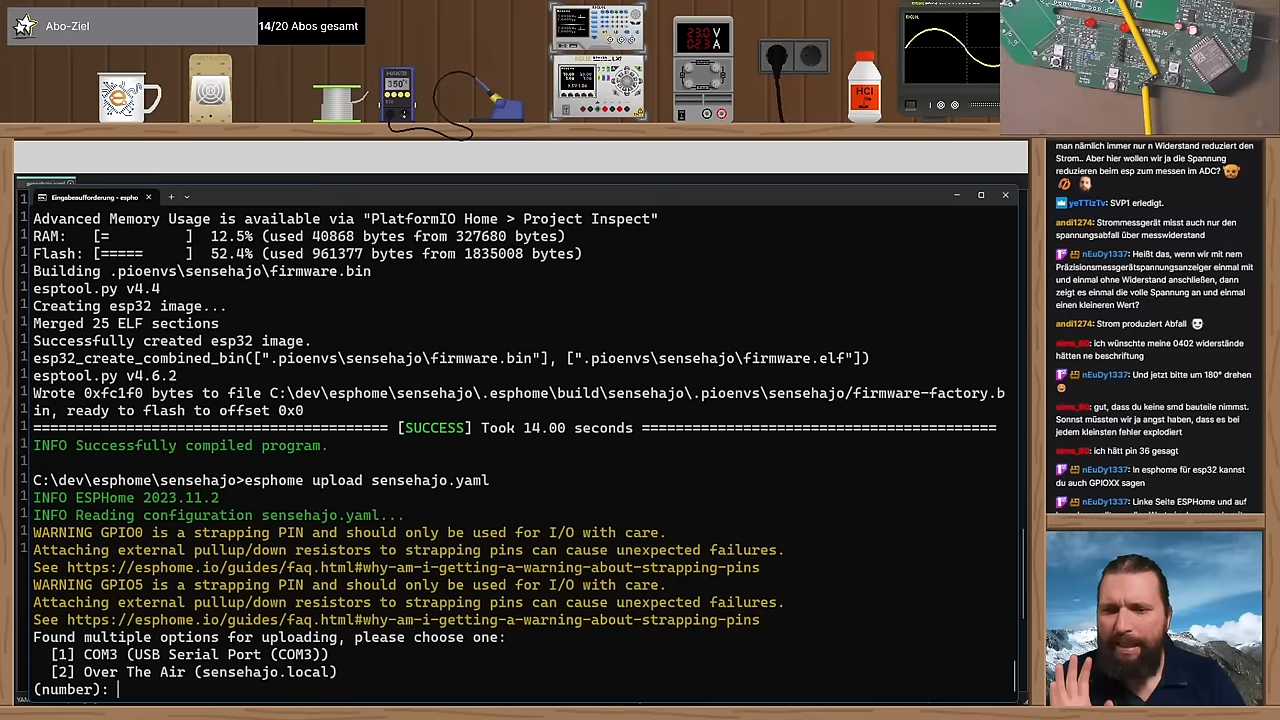 Abo-Ziel
14/20 Abos gesamt
HAKKO
350
23.0 V
02.3 A
RIGOL
HCl
Eingabeaufforderung - espho
Advanced Memory Usage is available via "PlatformIO Home > Project Inspect"
RAM:   [=         ]  12.5% (used 40868 bytes from 327680 bytes)
Flash: [=====     ]  52.4% (used 961377 bytes from 1835008 bytes)
Building .pioenvs\sensehajo\firmware.bin
esptool.py v4.4
Creating esp32 image...
Merged 25 ELF sections
Successfully created esp32 image.
esp32_create_combined_bin([".pioenvs\sensehajo\firmware.bin"], [".pioenvs\sensehajo\firmware.elf"])
esptool.py v4.6.2
Wrote 0xfc1f0 bytes to file C:\dev\esphome\sensehajo\.esphome\build\sensehajo\.pioenvs\sensehajo/firmware-factory.b
in, ready to flash to offset 0x0
========================================== [SUCCESS] Took 14.00 seconds ==========================================
INFO Successfully compiled program.
C:\dev\esphome\sensehajo>esphome upload sensehajo.yaml
INFO ESPHome 2023.11.2
INFO Reading configuration sensehajo.yaml...
WARNING GPIO0 is a strapping PIN and should only be used for I/O with care.
Attaching external pullup/down resistors to strapping pins can cause unexpected failures.
See https://esphome.io/guides/faq.html#why-am-i-getting-a-warning-about-strapping-pins
WARNING GPIO5 is a strapping PIN and should only be used for I/O with care.
Attaching external pullup/down resistors to strapping pins can cause unexpected failures.
See https://esphome.io/guides/faq.html#why-am-i-getting-a-warning-about-strapping-pins
Found multiple options for uploading, please choose one:
  [1] COM3 (USB Serial Port (COM3))
  [2] Over The Air (sensehajo.local)
(number):
man nämlich immer nur n Widerstand reduziert den
Strom.. Aber hier wollen wir ja die Spannung
reduzieren beim esp zum messen im ADC?
yeTTizTv: SVP1 erledigt.
andi1274: Strommessgerät misst auch nur den
spannungsabfall über messwiderstand
nEuDy1337: Heißt das, wenn wir mit nem
Präzisionsmessgerätspannungsanzeiger einmal mit
und einmal ohne Widerstand anschließen, dann
zeigt es einmal die volle Spannung an und einmal
einen kleineren Wert?
andi1274: Strom produziert Abfall
ich wünschte meine 0402 widerstände
hätten ne beschriftung
nEuDy1337: Und jetzt bitte um 180° drehen
gut, dass du keine smd bauteile nimmst.
Sonst müssten wir ja angst haben, dass es bei
jedem kleinsten fehler explodiert
ich hätt pin 36 gesagt
nEuDy1337: In esphome für esp32 kannst
du auch GPIOXX sagen
nEuDy1337: Linke Seite ESPHome und auf